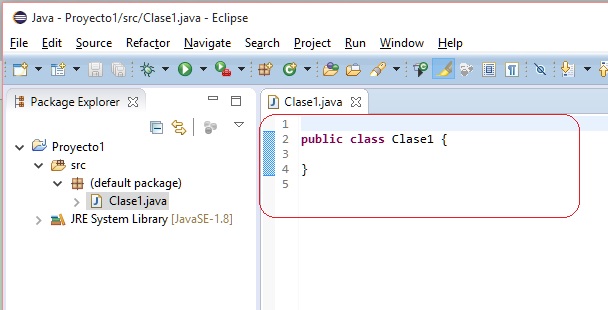 Java - Proyecto1/src/Clase1.java - Eclipse
File Edit Source Refactor Navigate Search Project Run Window Help
Package Explorer
Clase1.java
Proyecto1
src
(default package)
Clase1.java
JRE System Library [JavaSE-1.8]
1
2 public class Clase1 {
3
4 }
5